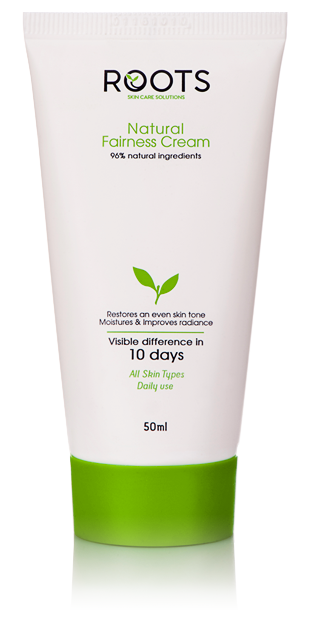 ROOTS
SKIN CARE SOLUTIONS
Natural
Fairness Cream
96% natural ingredients
Restores an even skin tone
Moistures & Improves radiance
Visible difference in
10 days
All Skin Types
Daily use
50ml